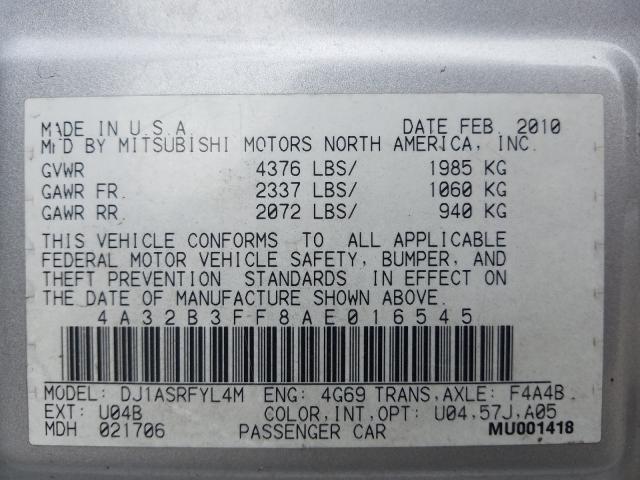 MADE IN U.S.A. DATE FEB. 2010
MFD BY MITSUBISHI MOTORS NORTH AMERICA, INC.
GVWR 4376 LBS/ 1985 KG
GAWR FR. 2337 LBS/ 1060 KG
GAWR RR. 2072 LBS/ 940 KG
THIS VEHICLE CONFORMS TO ALL APPLICABLE
FEDERAL MOTOR VEHICLE SAFETY, BUMPER, AND
THEFT PREVENTION STANDARDS IN EFFECT ON
THE DATE OF MANUFACTURE SHOWN ABOVE.
4A32B3FF8AE016545
MODEL: DJ1ASRFYL4M ENG: 4G69 TRANS,AXLE: F4A4B
EXT: U04B COLOR,INT,OPT: U04,57J,A05
MDH 021706 PASSENGER CAR MU001418